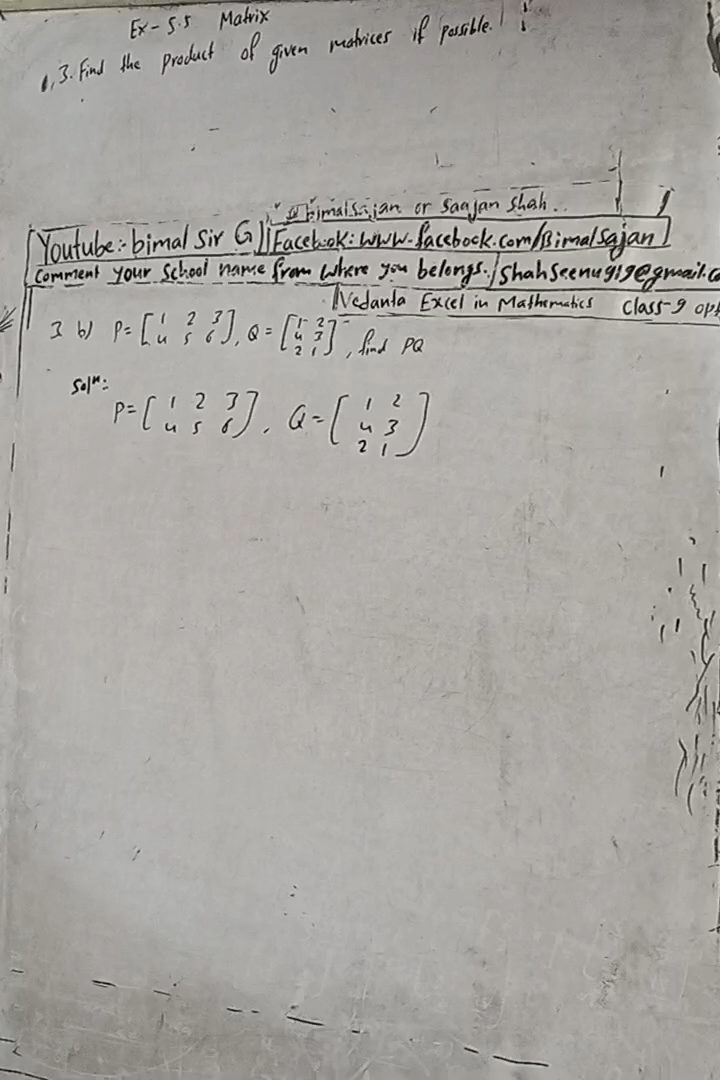 Ex - 5.5 Matrix
3. Find the product of given matrices if possible.
bimalsajan or Saajan Shah..
Youtube:- bimal Sir G || Facebook: www.facebook.com/Bimalsajan
Comment your School name from where you belongs. / Shahseenu919@gmail.c
Vedanta Excel in Mathematics Class-9 opt
3. b) P= [1 2 3
4 5 6], Q = [1 2
4 3
2 1], find PQ
Solⁿ:
P= [1 2 3
4 5 6], Q = [1 2
4 3
2 1]